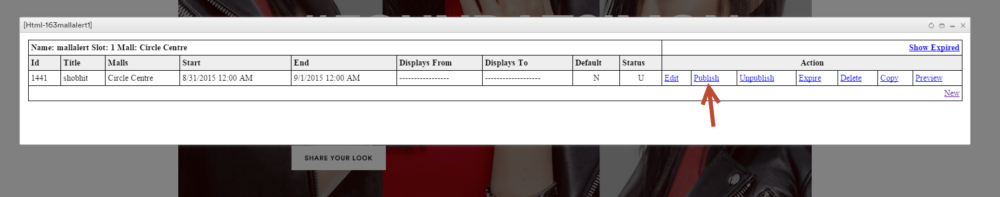 [Html-163mallalert1]
Name: mallalert Slot: 1 Mall: Circle Centre Show Expired
Id Title Malls Start End Displays From Displays To Default Status Action
1441 shobhit Circle Centre 8/31/2015 12:00 AM 9/1/2015 12:00 AM ----------------- ------------------- N U Edit Publish Unpublish Expire Delete Copy Preview
New
SHARE YOUR LOOK